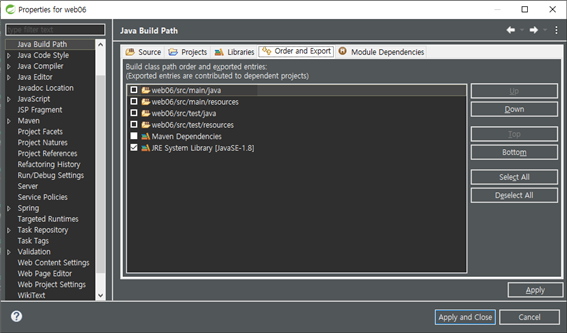 Properties for web06
type filter text
Java Build Path
Java Code Style
Java Compiler
Java Editor
Javadoc Location
JavaScript
JSP Fragment
Maven
Project Facets
Project Natures
Project References
Refactoring History
Run/Debug Settings
Server
Service Policies
Spring
Targeted Runtimes
Task Repository
Task Tags
Validation
Web Content Settings
Web Page Editor
Web Project Settings
WikiText
Java Build Path
Source Projects Libraries Order and Export Module Dependencies
Build class path order and exported entries:
(Exported entries are contributed to dependent projects)
web06/src/main/java
web06/src/main/resources
web06/src/test/java
web06/src/test/resources
Maven Dependencies
JRE System Library [JavaSE-1.8]
Up
Down
Top
Bottom
Select All
Deselect All
Apply
Apply and Close Cancel